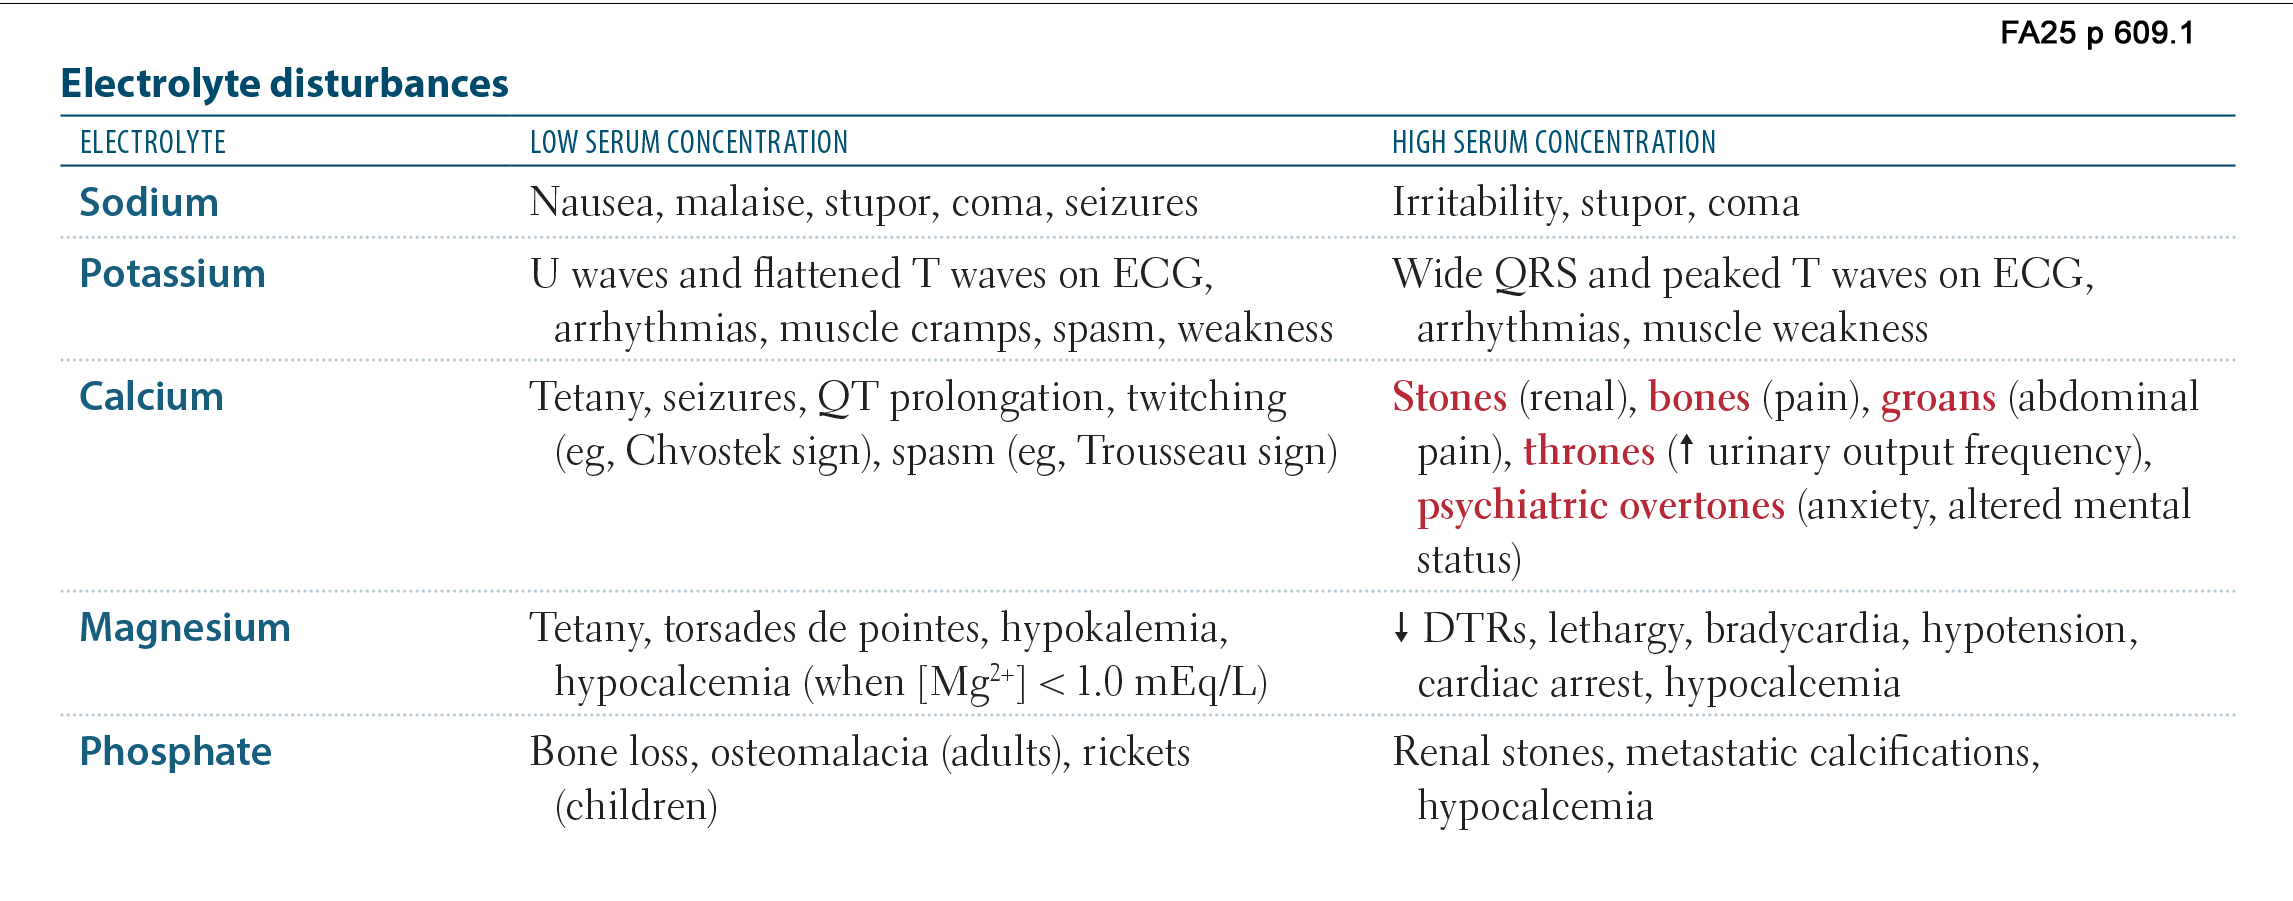 FA25 p 609.1
Electrolyte disturbances
ELECTROLYTE LOW SERUM CONCENTRATION HIGH SERUM CONCENTRATION
Sodium Nausea, malaise, stupor, coma, seizures Irritability, stupor, coma
Potassium U waves and flattened T waves on ECG, Wide QRS and peaked T waves on ECG,
arrhythmias, muscle cramps, spasm, weakness arrhythmias, muscle weakness
Calcium Tetany, seizures, QT prolongation, twitching Stones (renal), bones (pain), groans (abdominal
(eg, Chvostek sign), spasm (eg, Trousseau sign) pain), thrones (↑ urinary output frequency),
psychiatric overtones (anxiety, altered mental
status)
Magnesium Tetany, torsades de pointes, hypokalemia, ↓ DTRs, lethargy, bradycardia, hypotension,
hypocalcemia (when [Mg²⁺] < 1.0 mEq/L) cardiac arrest, hypocalcemia
Phosphate Bone loss, osteomalacia (adults), rickets Renal stones, metastatic calcifications,
(children) hypocalcemia